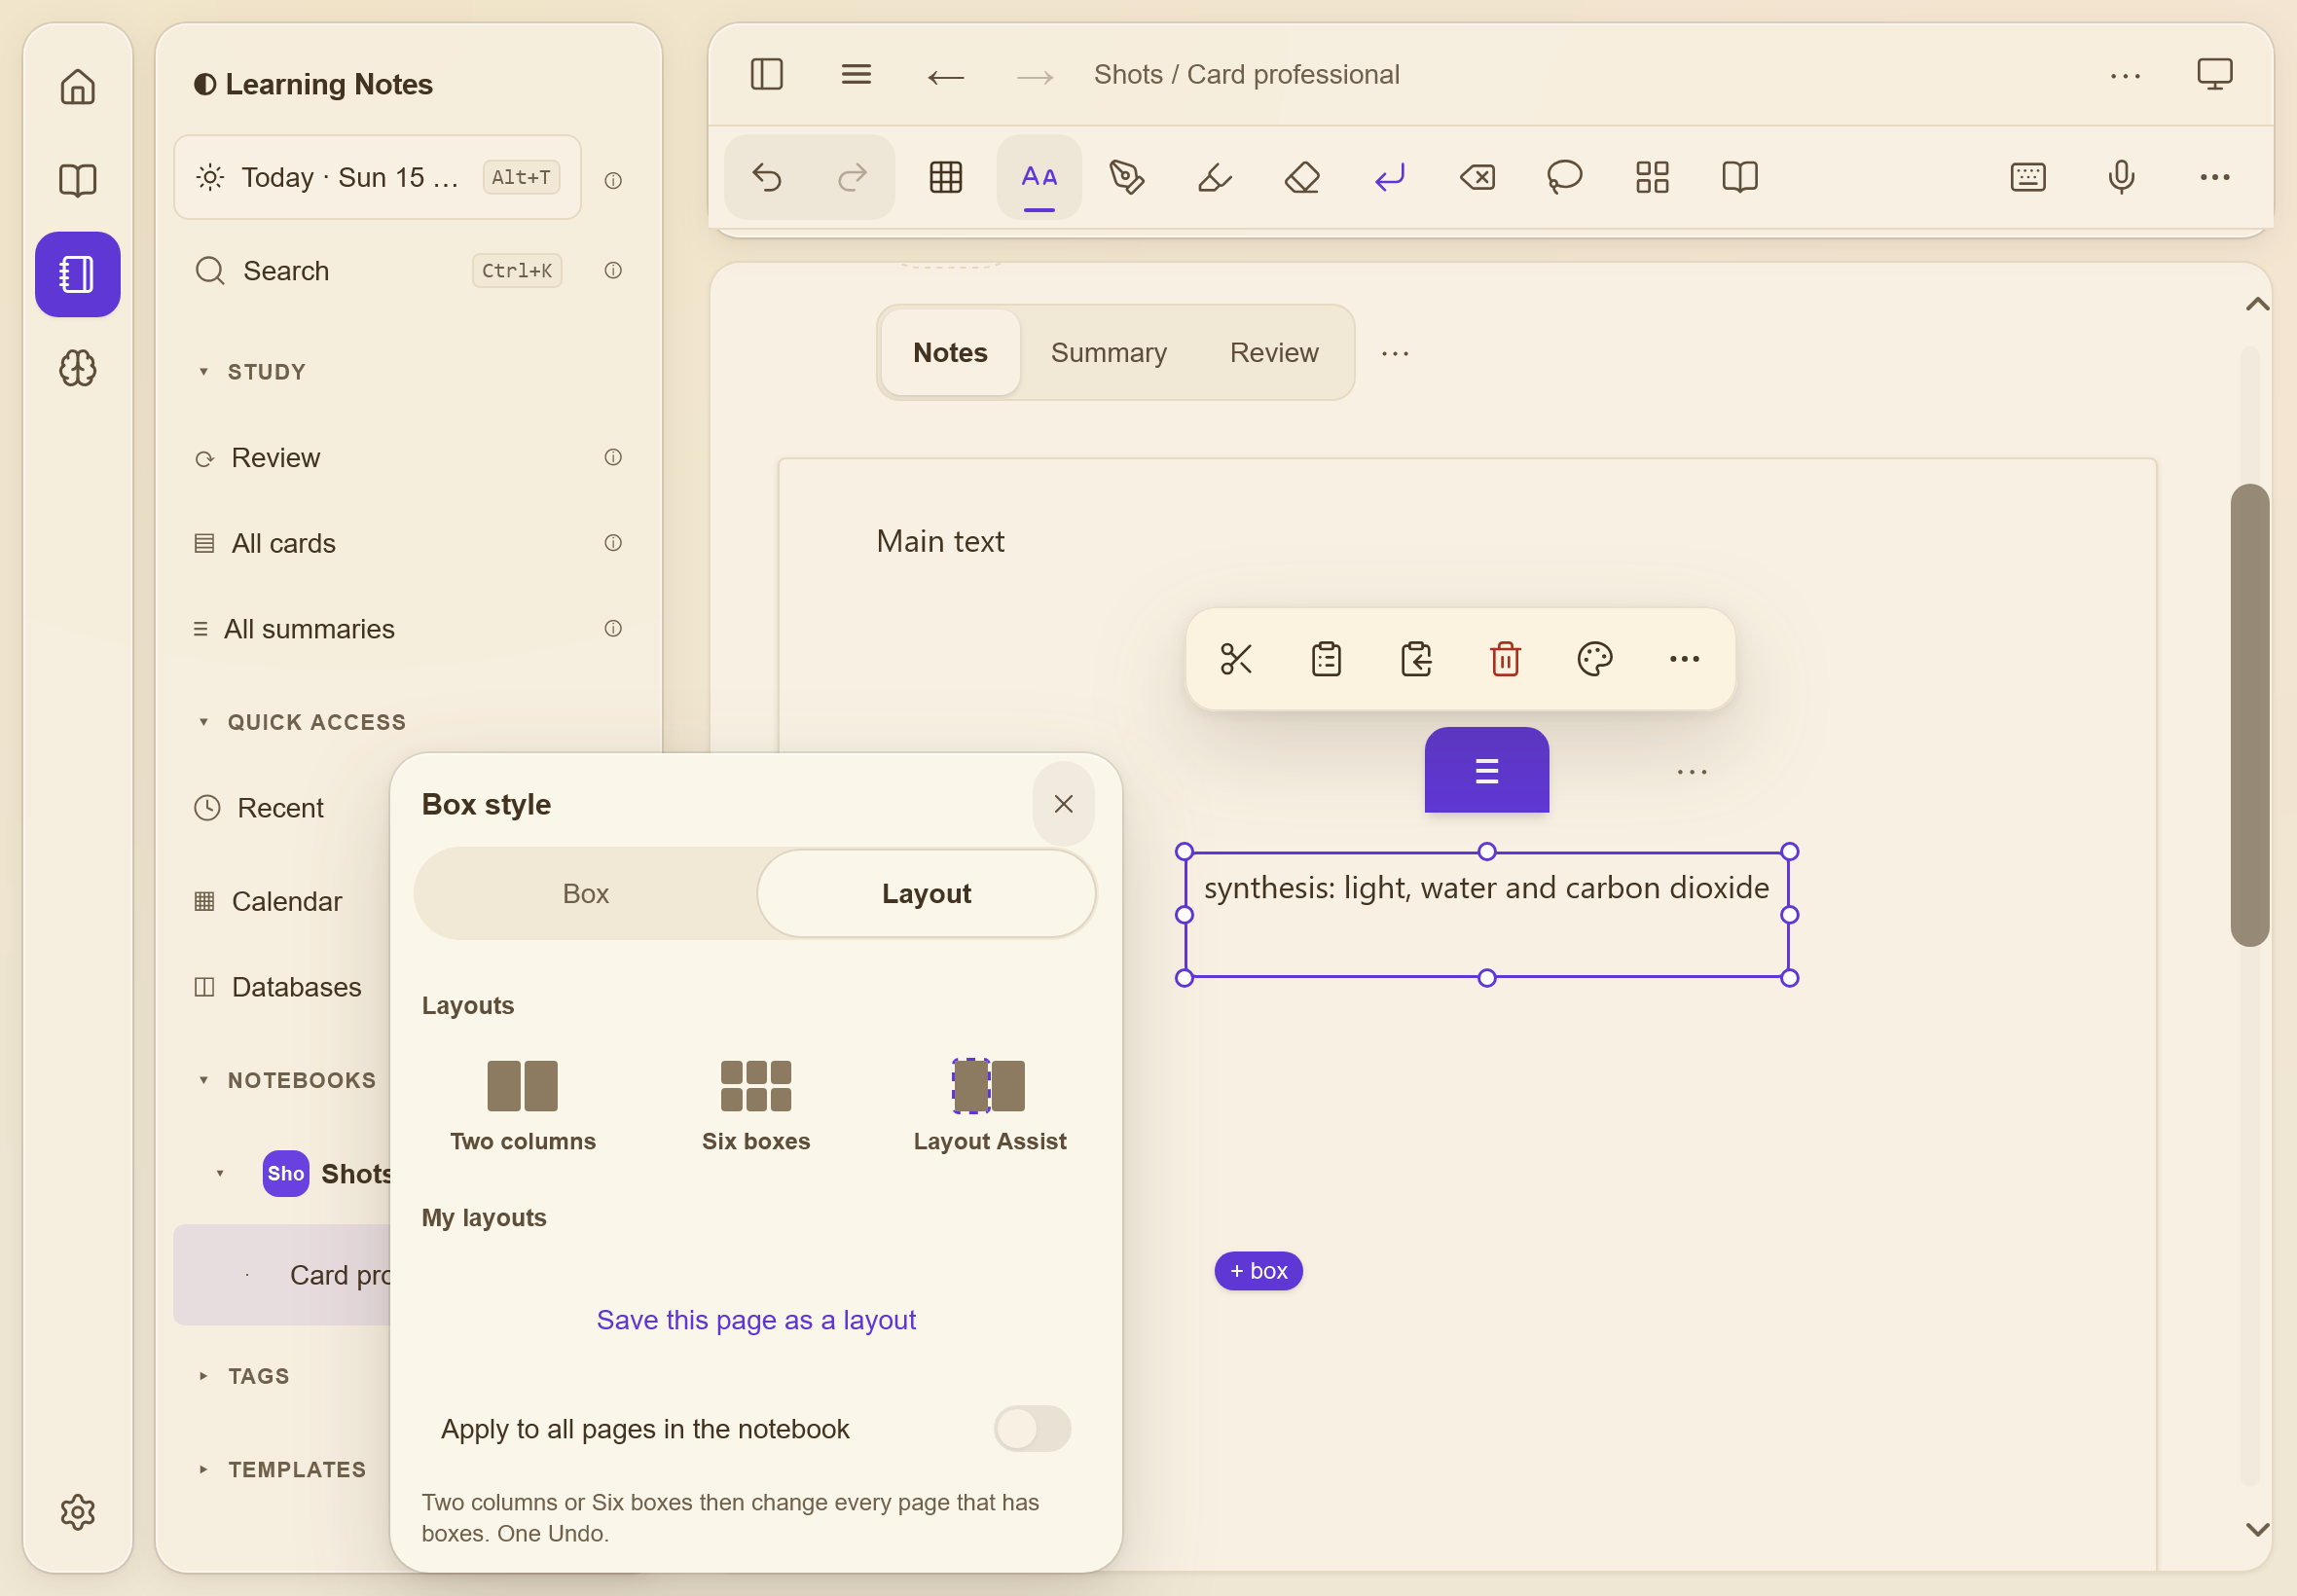 Learning Notes
Today · Sun 15 … Alt+T
Search Ctrl+K
STUDY
Review
All cards
All summaries
QUICK ACCESS
Recent
Calendar
Databases
NOTEBOOKS
Sho Shots
Card pro
TAGS
TEMPLATES
Shots / Card professional
Notes Summary Review
Main text
synthesis: light, water and carbon dioxide
+ box
Box style
Box Layout
Layouts
Two columns Six boxes Layout Assist
My layouts
Save this page as a layout
Apply to all pages in the notebook
Two columns or Six boxes then change every page that has
boxes. One Undo.